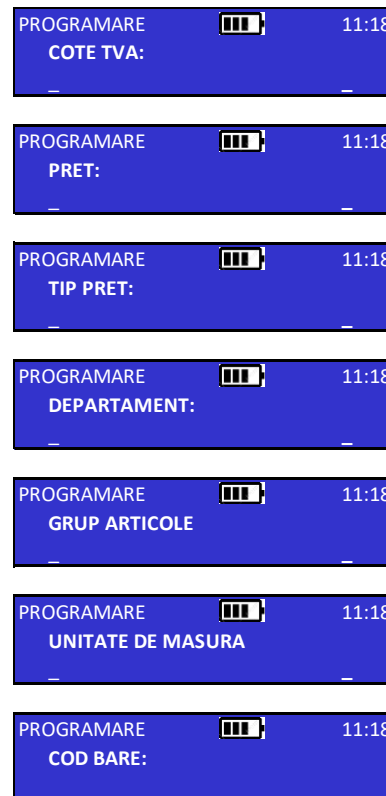 PROGRAMARE 11:18
COTE TVA:
_ _
PROGRAMARE 11:18
PRET:
_ _
PROGRAMARE 11:18
TIP PRET:
_ _
PROGRAMARE 11:18
DEPARTAMENT:
_ _
PROGRAMARE 11:18
GRUP ARTICOLE
_ _
PROGRAMARE 11:18
UNITATE DE MASURA
_ _
PROGRAMARE 11:18
COD BARE: